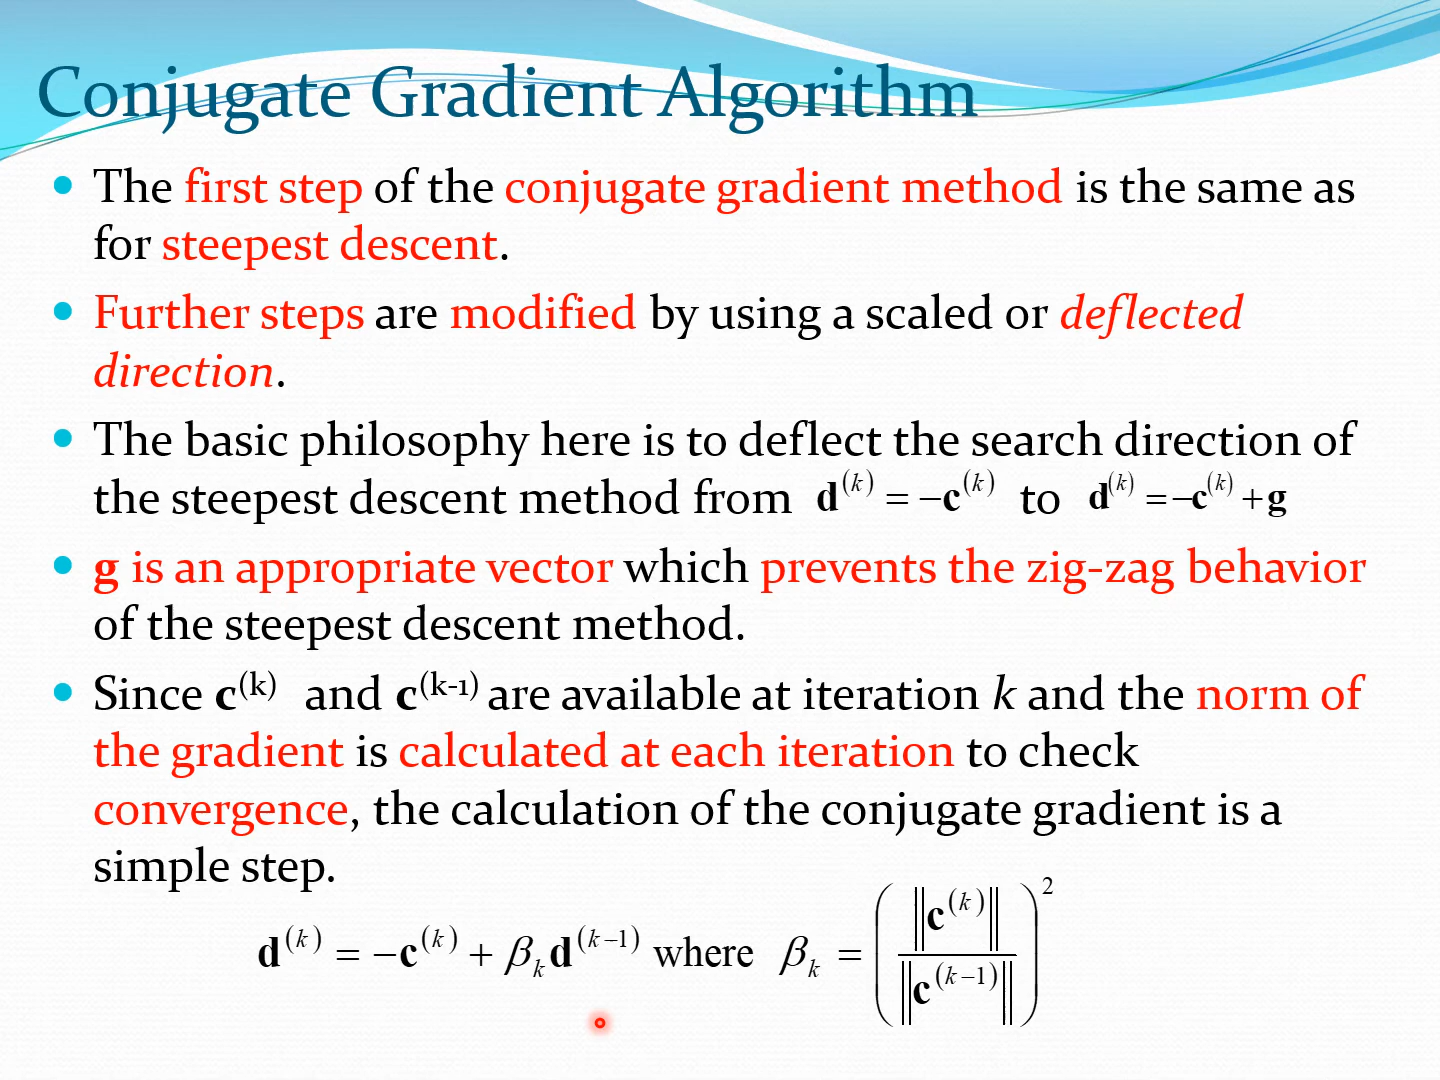 Conjugate Gradient Algorithm
• The first step of the conjugate gradient method is the same as
for steepest descent.
• Further steps are modified by using a scaled or deflected
direction.
• The basic philosophy here is to deflect the search direction of
the steepest descent method from d^(k) = −c^(k) to d^(k) = −c^(k) + g
• g is an appropriate vector which prevents the zig-zag behavior
of the steepest descent method.
• Since c^(k) and c^(k-1) are available at iteration k and the norm of
the gradient is calculated at each iteration to check
convergence, the calculation of the conjugate gradient is a
simple step.
d^(k) = −c^(k) + β_k d^(k−1) where β_k = (‖c^(k)‖ / ‖c^(k−1)‖)^2